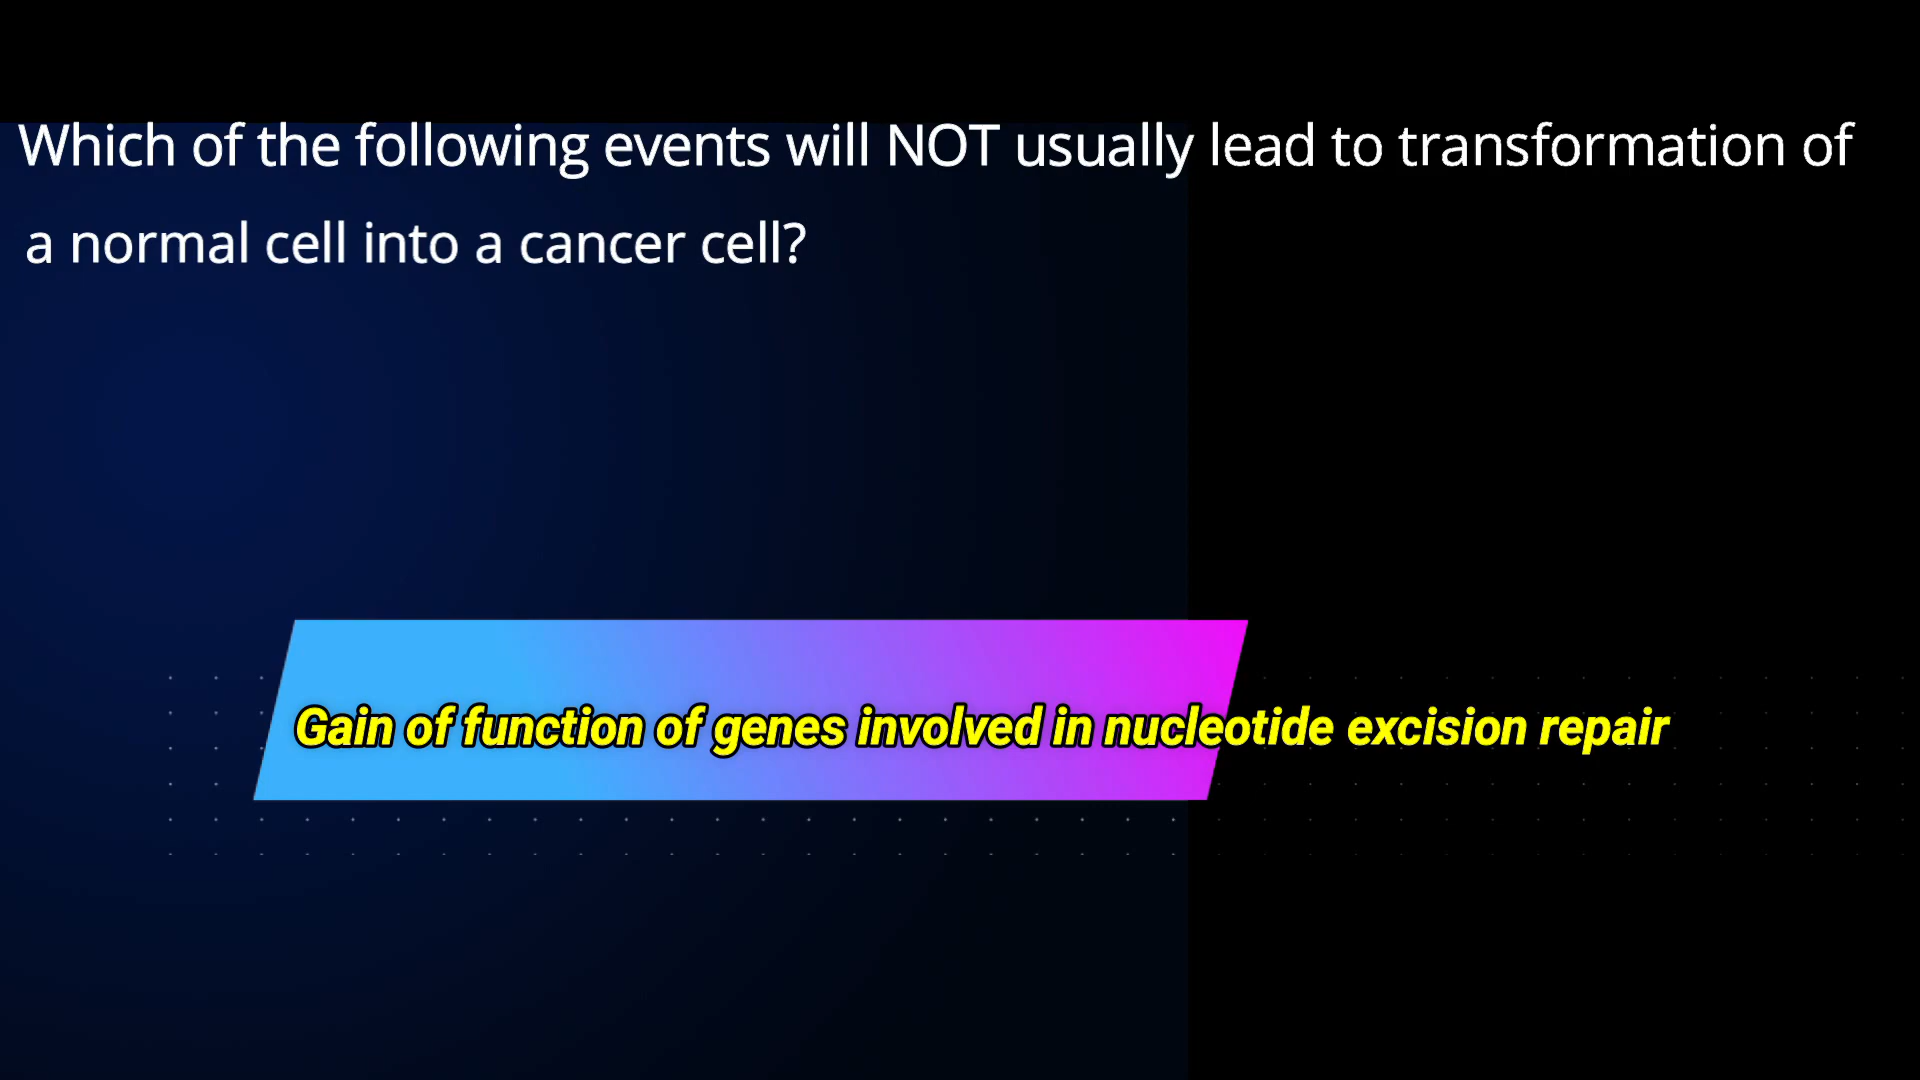 Which of the following events will NOT usually lead to transformation of
a normal cell into a cancer cell?
Gain of function of genes involved in nucleotide excision repair